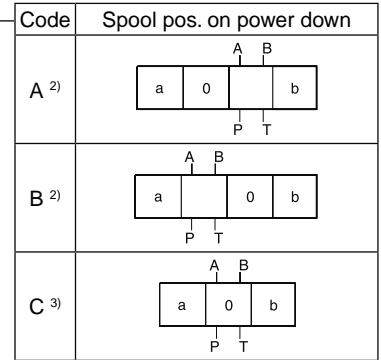 Code Spool pos. on power down
A 2)
A B
a 0 b
P T
B 2)
A B
a 0 b
P T
C 3)
A B
a 0 b
P T